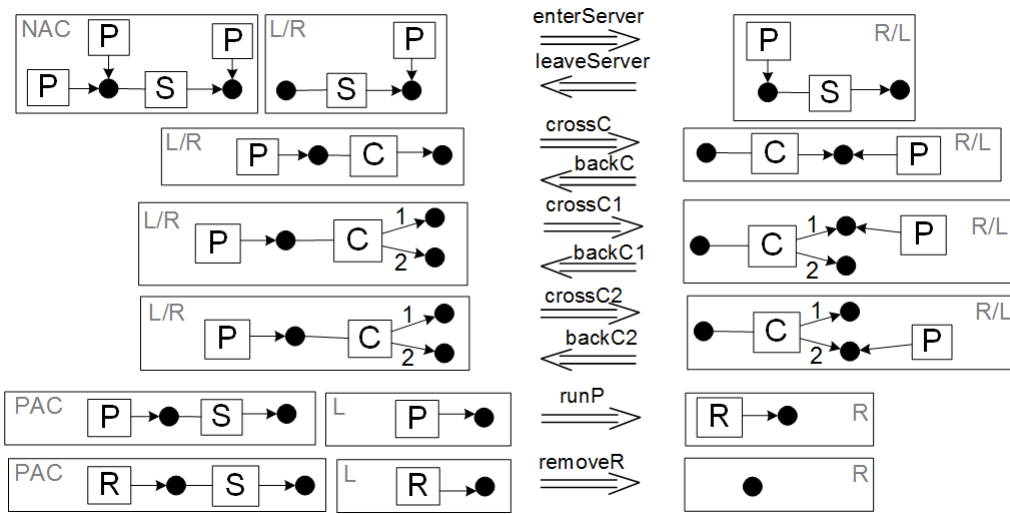 NAC P P P S
L/R P S
enterServer
leaveServer
P R/L S
L/R P C
crossC
backC
C P R/L
L/R P C 1 2
crossC1
backC1
C 1 2 P R/L
L/R P C 1 2
crossC2
backC2
C 1 2 P R/L
PAC P S
L P
runP
R R
PAC R S
L R
removeR
R